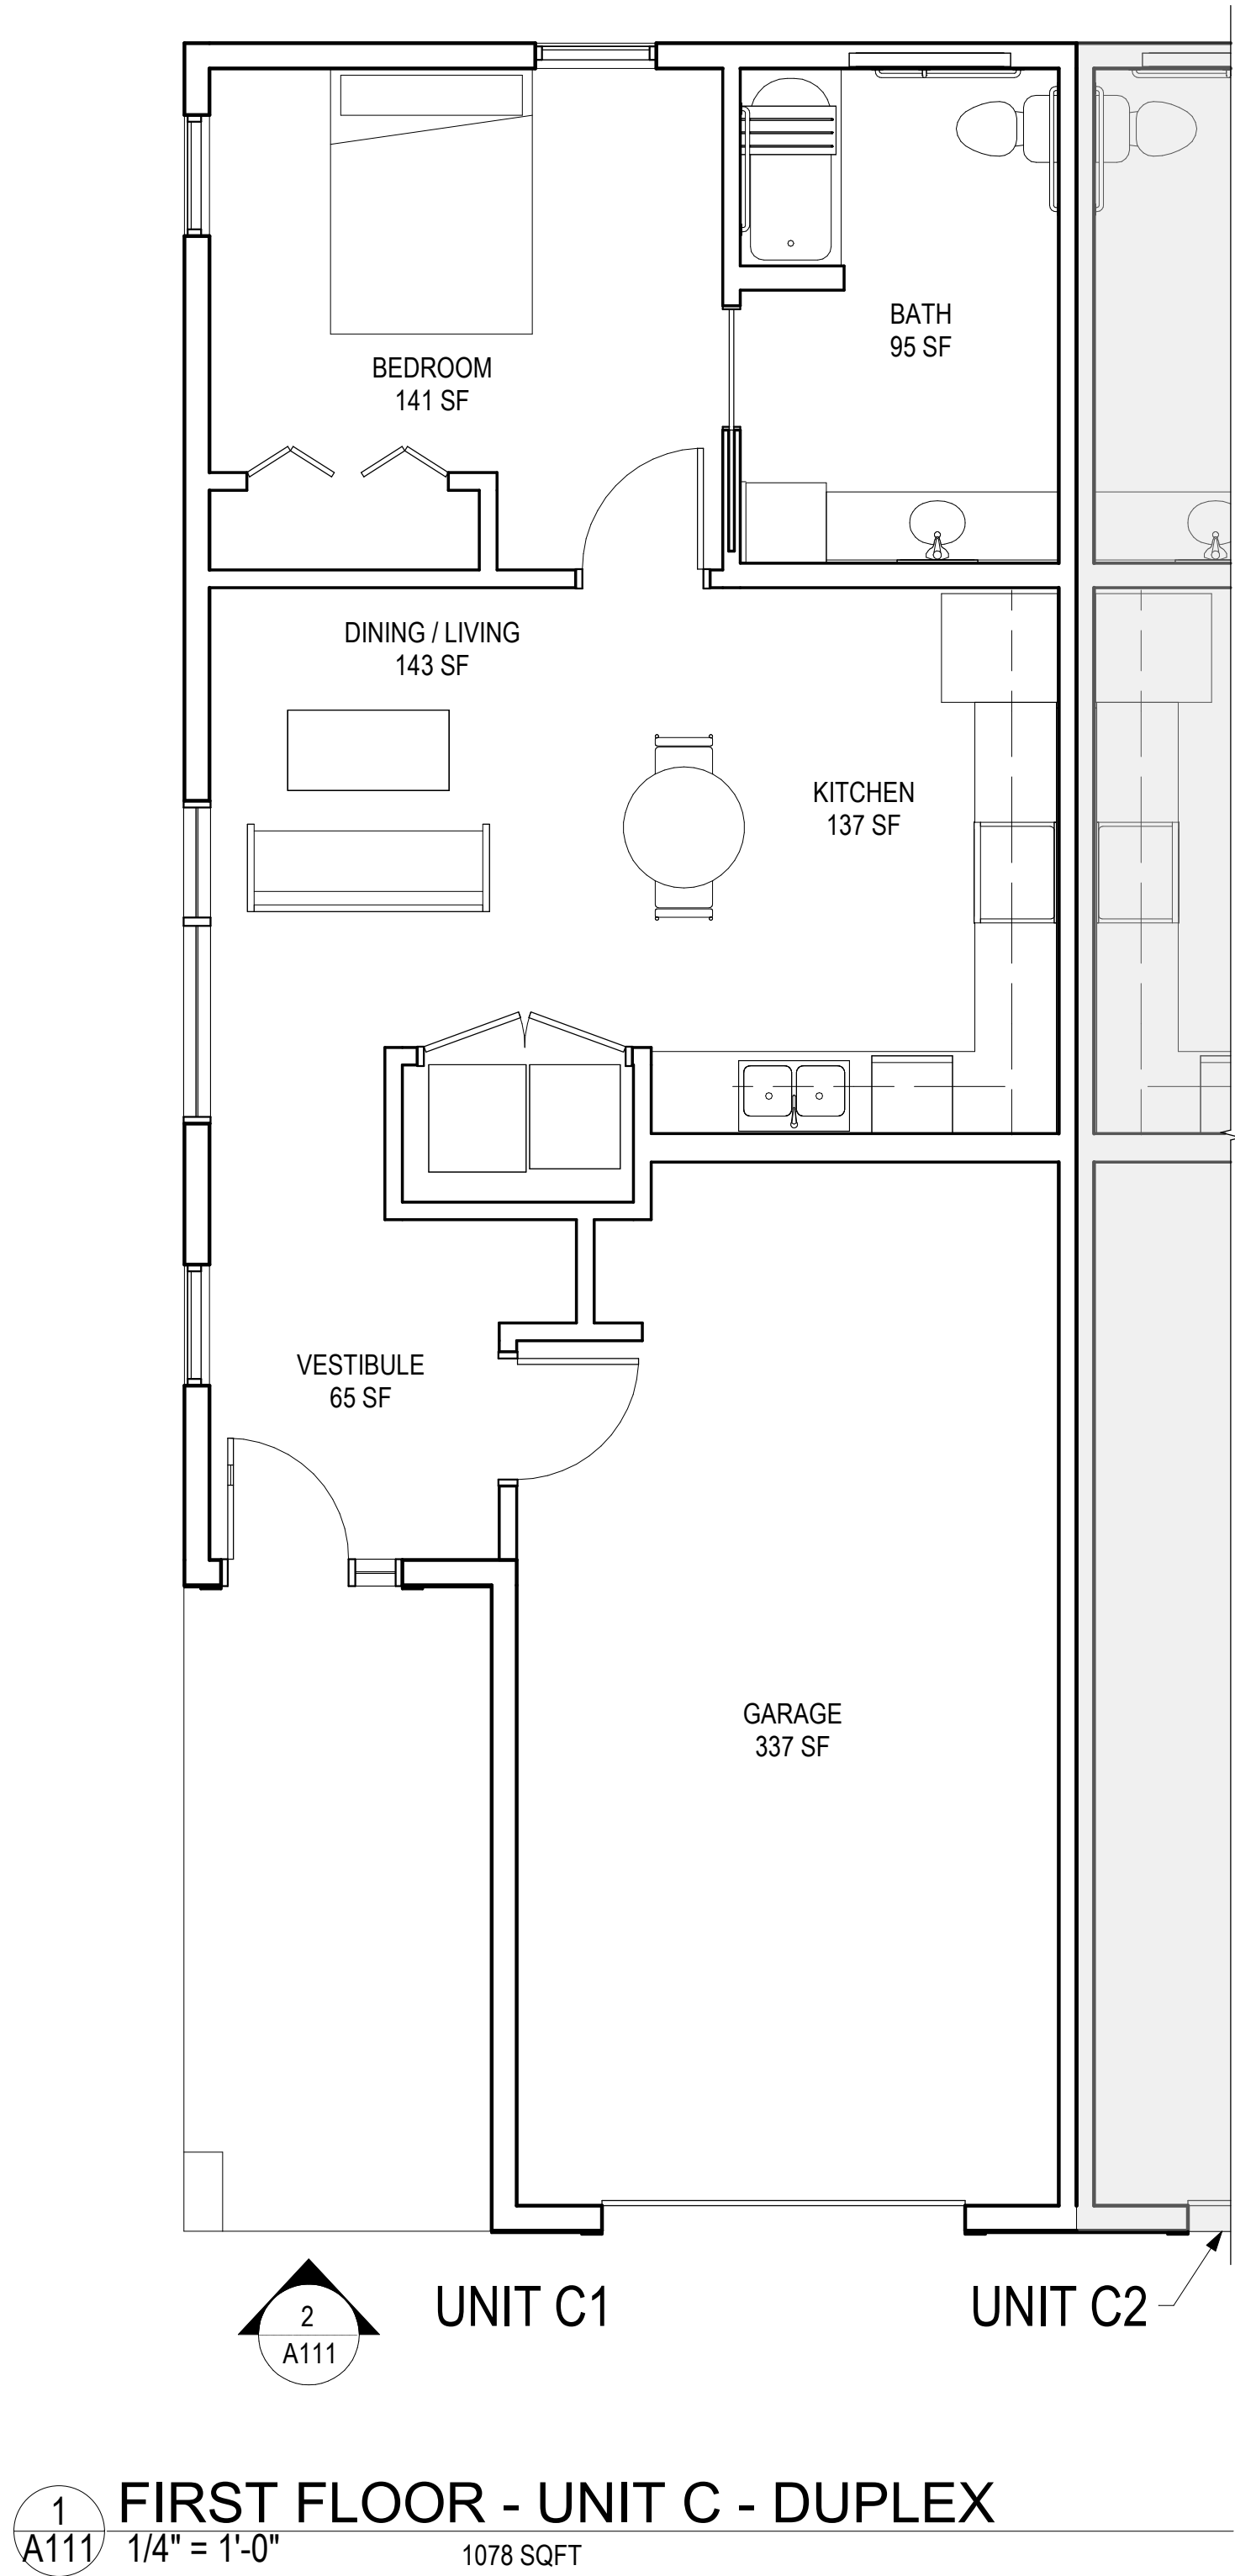 BATH
95 SF
BEDROOM
141 SF
DINING / LIVING
143 SF
KITCHEN
137 SF
VESTIBULE
65 SF
GARAGE
337 SF
2
A111
UNIT C1
UNIT C2
1
A111
FIRST FLOOR - UNIT C - DUPLEX
1/4" = 1'-0"
1078 SQFT